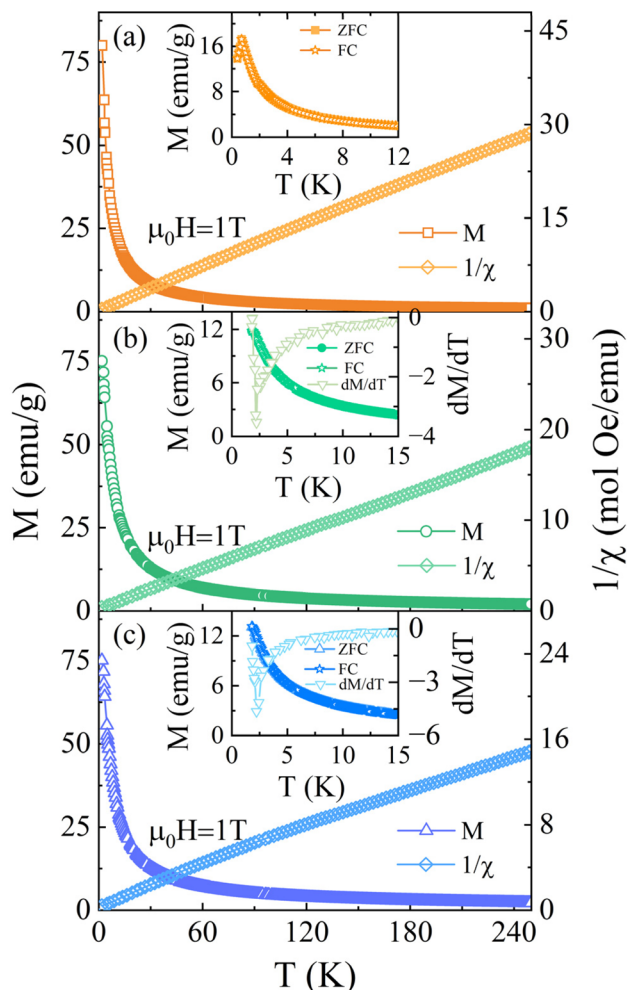 (a)
75
50
25
0
M (emu/g)
16
8
0
ZFC
FC
0 4 8 12
T (K)
45
30
15
0
μ₀H=1T
M
1/χ
(b)
75
50
25
0
M (emu/g)
12
6
0
ZFC
FC
dM/dT
0
−2
−4
dM/dT
0 5 10 15
T (K)
30
20
10
0
μ₀H=1T
M
1/χ
M (emu/g)
1/χ (mol Oe/emu)
(c)
75
50
25
0
M (emu/g)
12
6
0
ZFC
FC
dM/dT
0
−3
−6
dM/dT
0 5 10 15
T (K)
24
16
8
0
μ₀H=1T
M
1/χ
0 60 120 180 240
T (K)